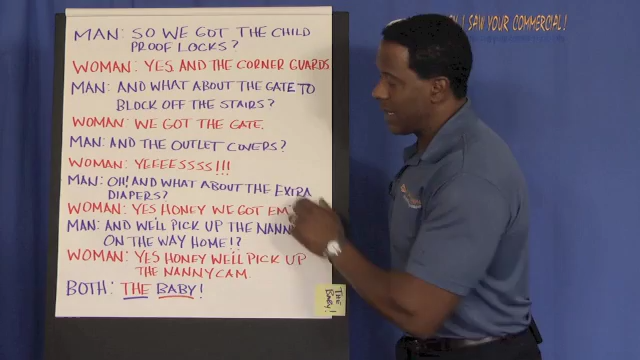 MAN: SO WE GOT THE CHILD
PROOF LOCKS?
WOMAN: YES, AND THE CORNER GUARDS
MAN: AND WHAT ABOUT THE GATE TO
BLOCK OFF THE STAIRS?
WOMAN: WE GOT THE GATE.
MAN: AND THE OUTLET COVERS?
WOMAN: YEEEESSSS!!!
MAN: OH! AND WHAT ABOUT THE EXTRA
DIAPERS?
WOMAN: YES HONEY WE GOT EM
MAN: AND WE'LL PICK UP THE NANNY
ON THE WAY HOME!?
WOMAN: YES HONEY WE'LL PICK UP
THE NANNYCAM.
BOTH: THE BABY!
THE
BABY!
I SAW YOUR COMMERCIAL!